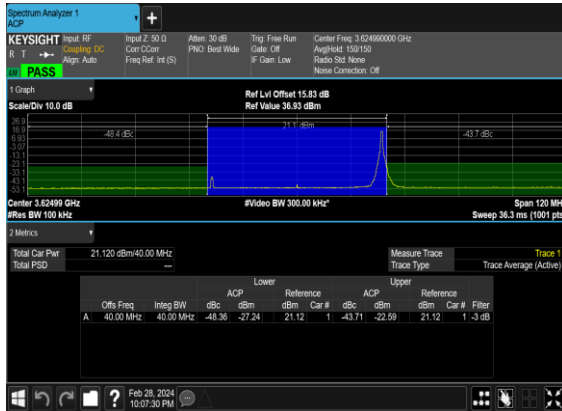 Spectrum Analyzer 1
ACP
+
KEYSIGHT Input: RF
R T Coupling: DC
Align: Auto
LXI PASS
Input Z: 50 Ω
Corr CCorr
Freq Ref: Int (S)
Atten: 30 dB
PNO: Best Wide
Trig: Free Run
Gate: Off
IF Gain: Low
Center Freq: 3.624990000 GHz
Avg|Hold: 150/150
Radio Std: None
Noise Correction: Off
1 Graph
Scale/Div 10.0 dB
Ref Lvl Offset 15.83 dB
Ref Value 36.93 dBm
26.9
16.9
6.93
-3.07
-13.1
-23.1
-33.1
-43.1
-53.1
-48.4 dBc
21.1 dBm
-43.7 dBc
Center 3.62499 GHz
#Res BW 100 kHz
#Video BW 300.00 kHz*
Span 120 MH
Sweep 36.3 ms (1001 pts
2 Metrics
Total Car Pwr 21.120 dBm/40.00 MHz
Total PSD ---
Measure Trace Trace 1
Trace Type Trace Average (Active)
Lower Upper
ACP Reference ACP Reference
Offs Freq Integ BW dBc dBm dBm Car # dBc dBm dBm Car # Filter
A 40.00 MHz 40.00 MHz -48.36 -27.24 21.12 1 -43.71 -22.59 21.12 1 -3 dB
?
Feb 28, 2024
10:07:30 PM